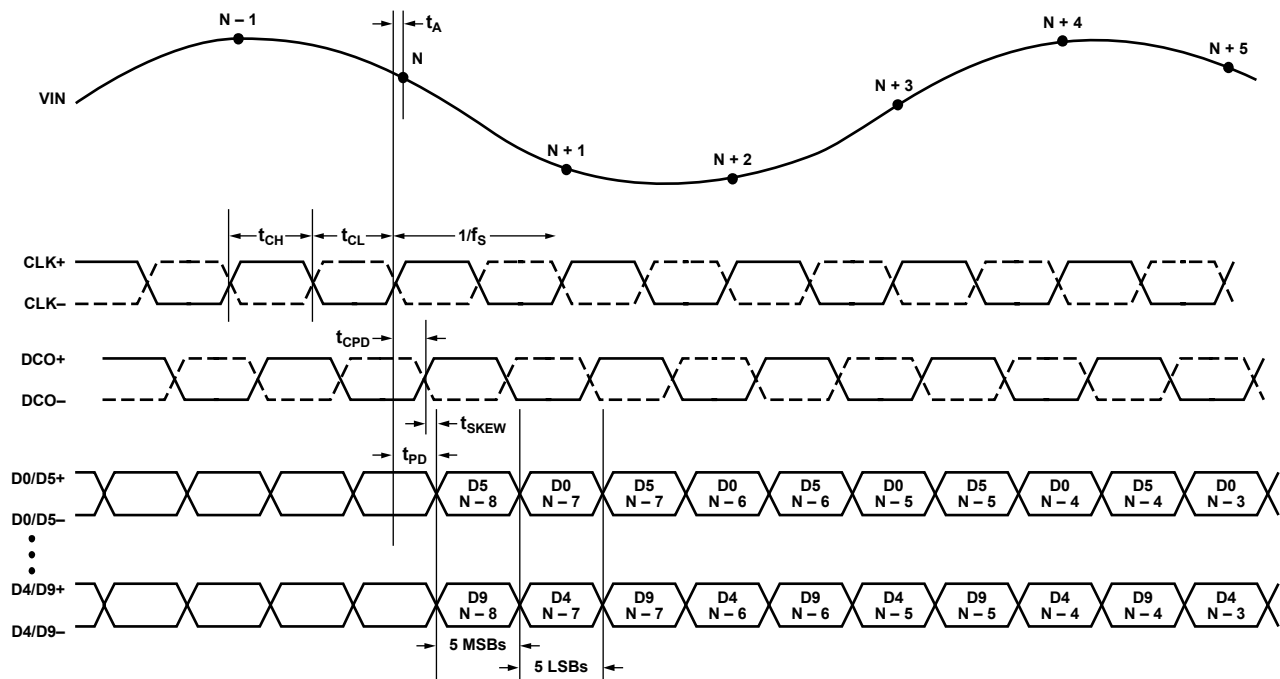 N – 1
tA
N
N + 4
N + 5
VIN
N + 3
N + 1
N + 2
tCH
tCL
1/fS
CLK+
CLK–
tCPD
DCO+
DCO–
tSKEW
tPD
D0/D5+
D5 D0 D5 D0 D5 D0 D5 D0 D5 D0
N – 8 N – 7 N – 7 N – 6 N – 6 N – 5 N – 5 N – 4 N – 4 N – 3
D0/D5–
D4/D9+
D9 D4 D9 D4 D9 D4 D9 D4 D9 D4
N – 8 N – 7 N – 7 N – 6 N – 6 N – 5 N – 5 N – 4 N – 4 N – 3
D4/D9–
5 MSBs
5 LSBs